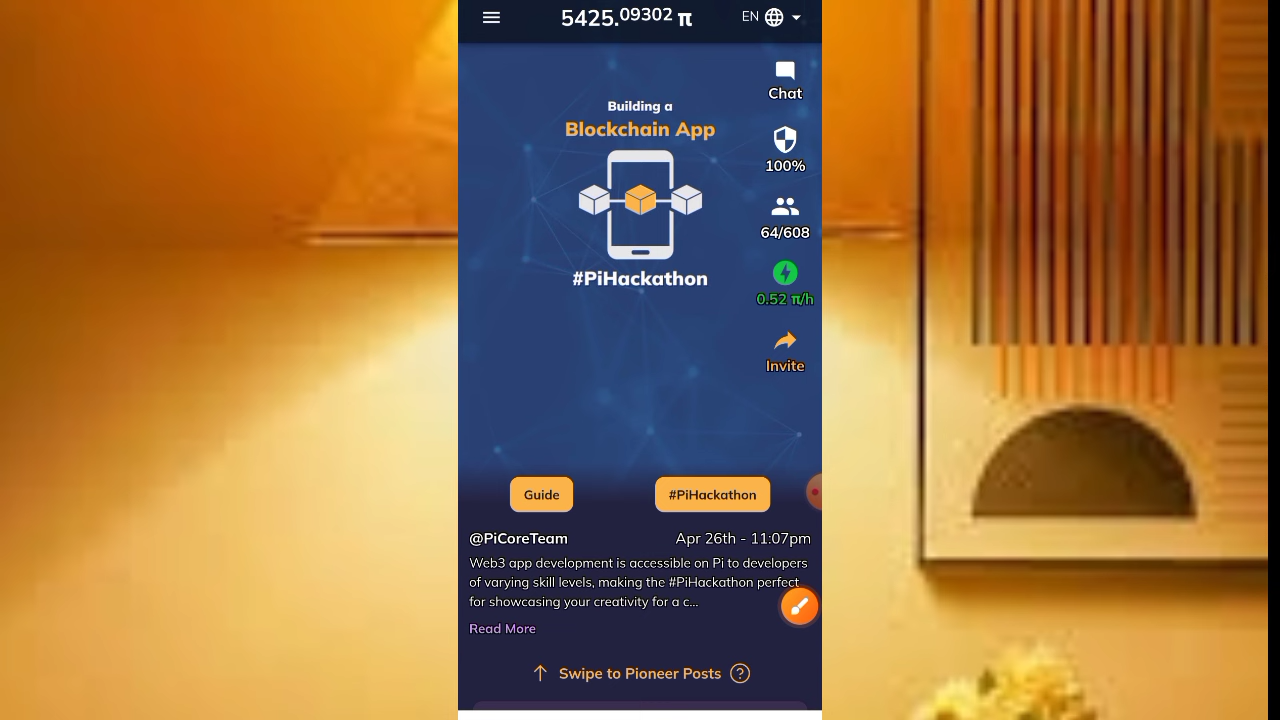 5425.09302 π
EN
Chat
Building a
Blockchain App
100%
64/608
#PiHackathon
0.52 π/h
Invite
Guide
#PiHackathon
@PiCoreTeam
Apr 26th - 11:07pm
Web3 app development is accessible on Pi to developers
of varying skill levels, making the #PiHackathon perfect
for showcasing your creativity for a c...
Read More
Swipe to Pioneer Posts ?